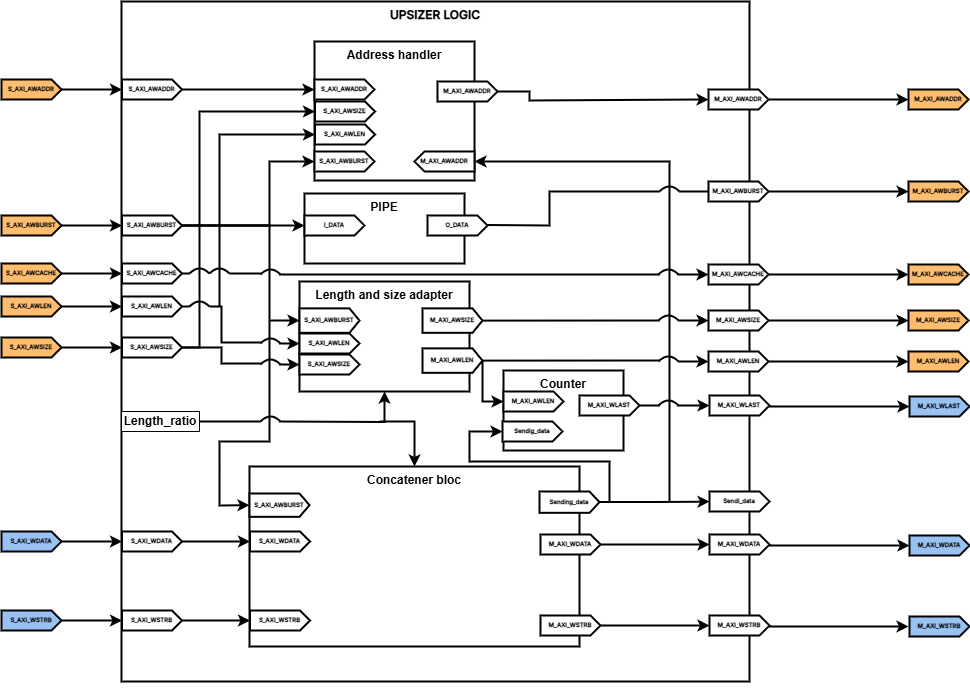 UPSIZER LOGIC
Address handler
S_AXI_AWADDR
S_AXI_AWADDR
S_AXI_AWADDR
M_AXI_AWADDR
M_AXI_AWADDR
M_AXI_AWADDR
S_AXI_AWSIZE
S_AXI_AWLEN
S_AXI_AWBURST
M_AXI_AWADDR
PIPE
M_AXI_AWBURST
M_AXI_AWBURST
S_AXI_AWBURST
S_AXI_AWBURST
I_DATA
O_DATA
S_AXI_AWCACHE
S_AXI_AWCACHE
M_AXI_AWCACHE
M_AXI_AWCACHE
Length and size adapter
S_AXI_AWLEN
S_AXI_AWLEN
S_AXI_AWBURST
M_AXI_AWSIZE
M_AXI_AWSIZE
M_AXI_AWSIZE
S_AXI_AWSIZE
S_AXI_AWSIZE
S_AXI_AWLEN
S_AXI_AWSIZE
M_AXI_AWLEN
M_AXI_AWLEN
M_AXI_AWLEN
Counter
M_AXI_AWLEN
M_AXI_WLAST
M_AXI_WLAST
M_AXI_WLAST
Length_ratio
Sendig_data
Concatener bloc
S_AXI_AWBURST
Sending_data
Sendi_data
S_AXI_WDATA
S_AXI_WDATA
S_AXI_WDATA
M_AXI_WDATA
M_AXI_WDATA
M_AXI_WDATA
S_AXI_WSTRB
S_AXI_WSTRB
S_AXI_WSTRB
M_AXI_WSTRB
M_AXI_WSTRB
M_AXI_WSTRB